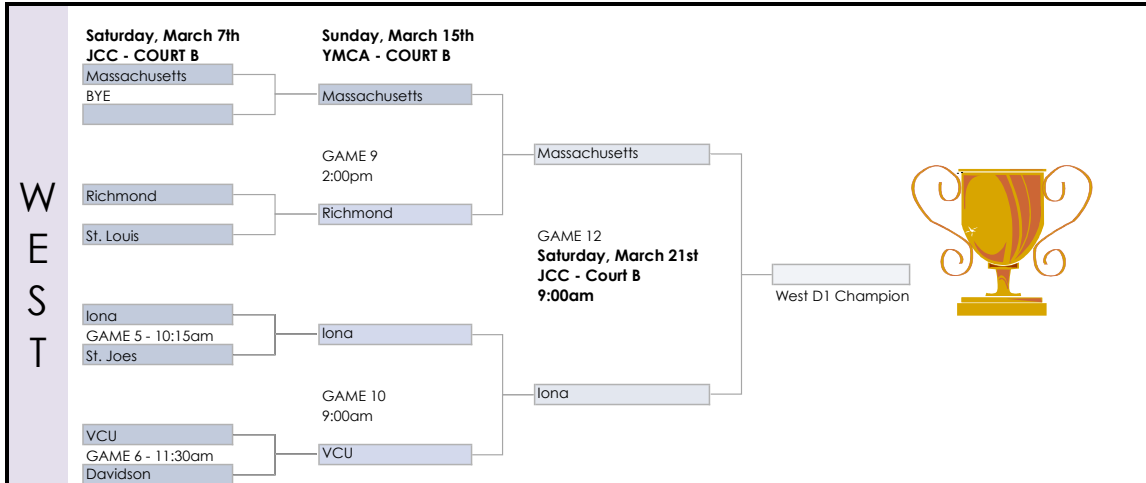 WEST
Saturday, March 7th
JCC - COURT B
Massachusetts
BYE
Richmond
St. Louis
Iona
GAME 5 - 10:15am
St. Joes
VCU
GAME 6 - 11:30am
Davidson
Sunday, March 15th
YMCA - COURT B
Massachusetts
GAME 9
2:00pm
Richmond
Iona
GAME 10
9:00am
VCU
Massachusetts
GAME 12
Saturday, March 21st
JCC - Court B
9:00am
Iona
West D1 Champion